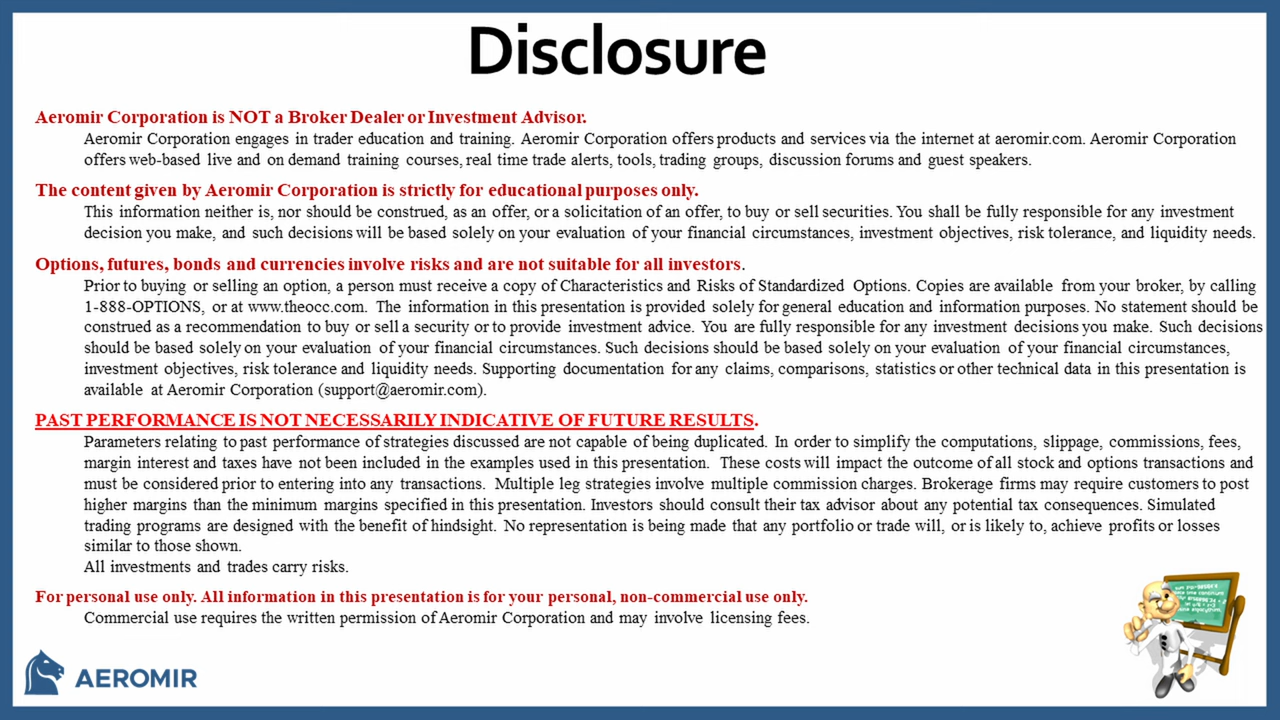 Disclosure
Aeromir Corporation is NOT a Broker Dealer or Investment Advisor.
Aeromir Corporation engages in trader education and training. Aeromir Corporation offers products and services via the internet at aeromir.com. Aeromir Corporation
offers web-based live and on demand training courses, real time trade alerts, tools, trading groups, discussion forums and guest speakers.
The content given by Aeromir Corporation is strictly for educational purposes only.
This information neither is, nor should be construed, as an offer, or a solicitation of an offer, to buy or sell securities. You shall be fully responsible for any investment
decision you make, and such decisions will be based solely on your evaluation of your financial circumstances, investment objectives, risk tolerance, and liquidity needs.
Options, futures, bonds and currencies involve risks and are not suitable for all investors.
Prior to buying or selling an option, a person must receive a copy of Characteristics and Risks of Standardized Options. Copies are available from your broker, by calling
1-888-OPTIONS, or at www.theocc.com. The information in this presentation is provided solely for general education and information purposes. No statement should be
construed as a recommendation to buy or sell a security or to provide investment advice. You are fully responsible for any investment decisions you make. Such decisions
should be based solely on your evaluation of your financial circumstances. Such decisions should be based solely on your evaluation of your financial circumstances,
investment objectives, risk tolerance and liquidity needs. Supporting documentation for any claims, comparisons, statistics or other technical data in this presentation is
available at Aeromir Corporation (support@aeromir.com).
PAST PERFORMANCE IS NOT NECESSARILY INDICATIVE OF FUTURE RESULTS.
Parameters relating to past performance of strategies discussed are not capable of being duplicated. In order to simplify the computations, slippage, commissions, fees,
margin interest and taxes have not been included in the examples used in this presentation. These costs will impact the outcome of all stock and options transactions and
must be considered prior to entering into any transactions. Multiple leg strategies involve multiple commission charges. Brokerage firms may require customers to post
higher margins than the minimum margins specified in this presentation. Investors should consult their tax advisor about any potential tax consequences. Simulated
trading programs are designed with the benefit of hindsight. No representation is being made that any portfolio or trade will, or is likely to, achieve profits or losses
similar to those shown.
All investments and trades carry risks.
For personal use only. All information in this presentation is for your personal, non-commercial use only.
Commercial use requires the written permission of Aeromir Corporation and may involve licensing fees.
AEROMIR